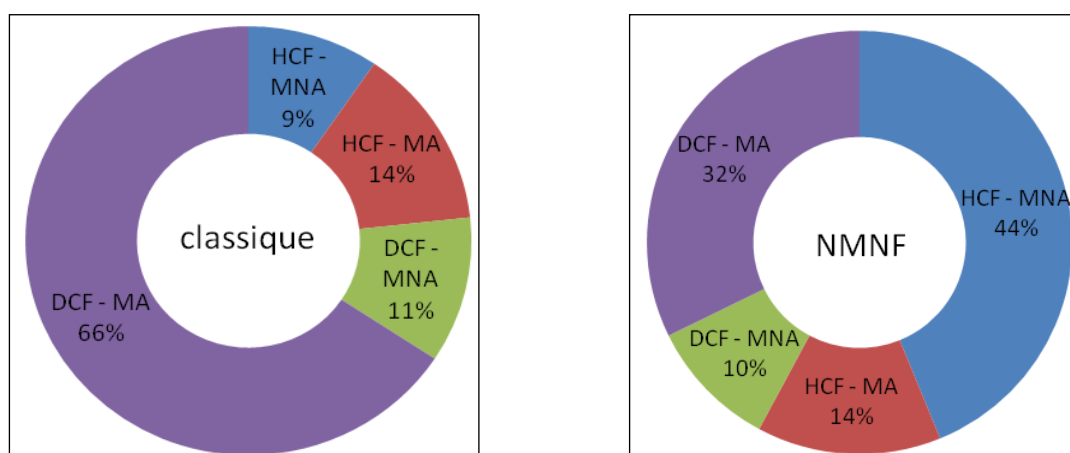 HCF -
MNA
9%
HCF - MA
14%
DCF -
MNA
11%
DCF - MA
66%
classique
HCF - MNA
44%
HCF - MA
14%
DCF - MNA
10%
DCF - MA
32%
NMNF